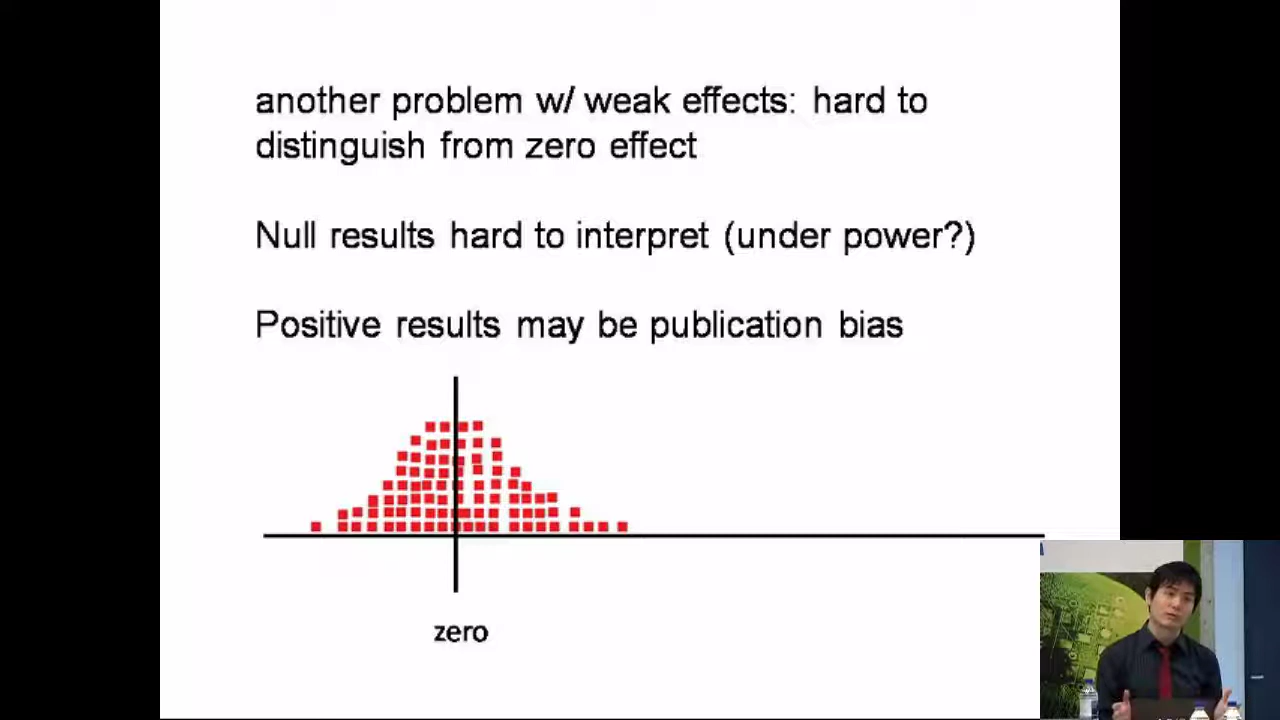 another problem w/ weak effects: hard to
distinguish from zero effect
Null results hard to interpret (under power?)
Positive results may be publication bias
zero